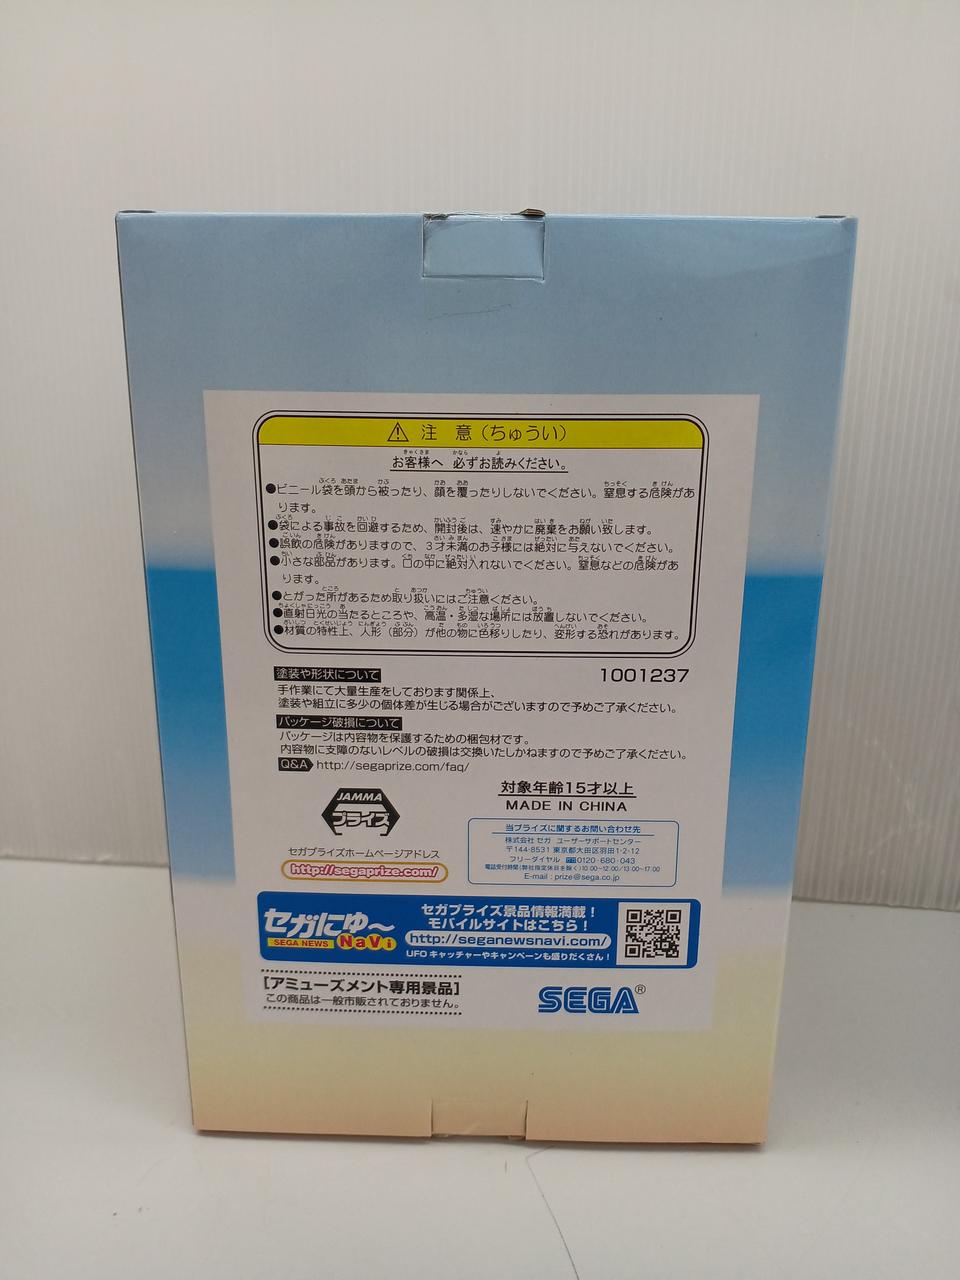 注 意(ちゅうい)
お客様へ 必ずお読みください。
●ビニール袋を頭から被ったり、顔を覆ったりしないでください。窒息する危険があ
ります。
●袋による事故を回避するため、開封後は、速やかに廃棄をお願い致します。
●誤飲の危険がありますので、3才未満のお子様には絶対に与えないでください。
●小さな部品があります。口の中に絶対入れないでください。窒息などの危険があ
ります。
●とがった所があるため取り扱いにはご注意ください。
●直射日光の当たるところや、高温・多湿な場所には放置しないでください。
●材質の特性上、人形(部分)が他の物に色移りしたり、変形する恐れがあります。
塗装や形状について
1001237
手作業にて大量生産をしております関係上、
塗装や組立に多少の個体差が生じる場合がございますので予めご了承ください。
パッケージ破損について
パッケージは内容物を保護するための梱包材です。
内容物に支障のないレベルの破損は交換いたしかねますので予めご了承ください。
Q&A http://segaprize.com/faq/
対象年齢15才以上
MADE IN CHINA
JAMMA
プライズ
セガプライズホームページアドレス
http://segaprize.com/
当プライズに関するお問い合わせ先
株式会社セガ ユーザーサポートセンター
〒144-8531 東京都大田区羽田1-2-12
フリーダイヤル 0120-680-043
電話受付時間(弊社指定休日を除く)10:00~12:00/13:00~17:00
E-mail : prize@sega.co.jp
セガにゅ~
SEGA NEWS NaVi
セガプライズ景品情報満載!
モバイルサイトはこちら!
http://seganewsnavi.com/
UFOキャッチャーやキャンペーンも盛りだくさん!
[アミューズメント専用景品]
この商品は一般市販されておりません。
SEGA®